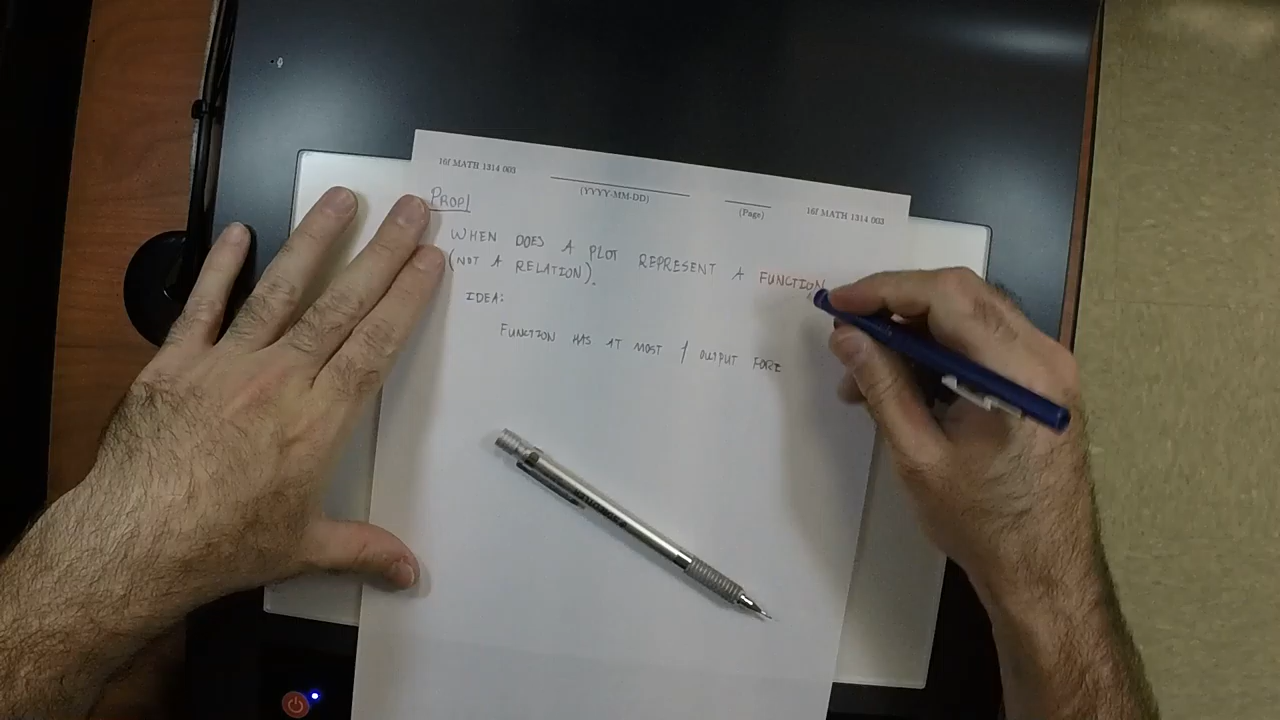 16f MATH 1314 003
(YYYY-MM-DD)
(Page)
16f MATH 1314 003
PROP1
WHEN DOES A PLOT REPRESENT A FUNCTION
(NOT A RELATION).
IDEA:
FUNCTION HAS AT MOST 1 OUTPUT FORE